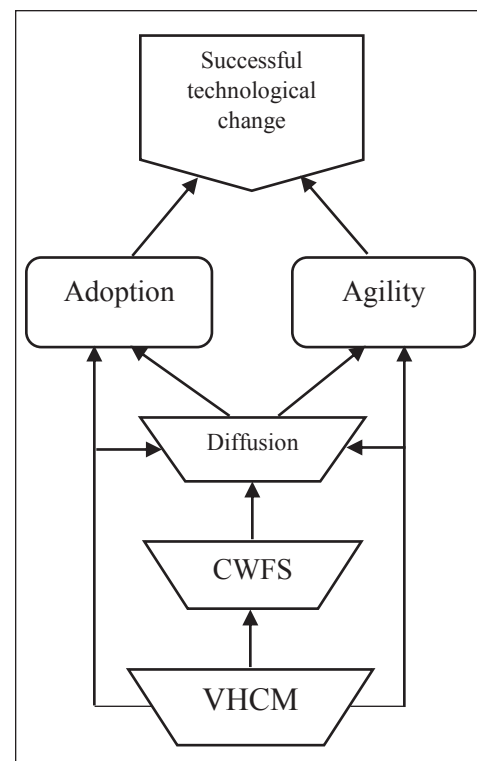 Successful
technological
change
Adoption
Agility
Diffusion
CWFS
VHCM